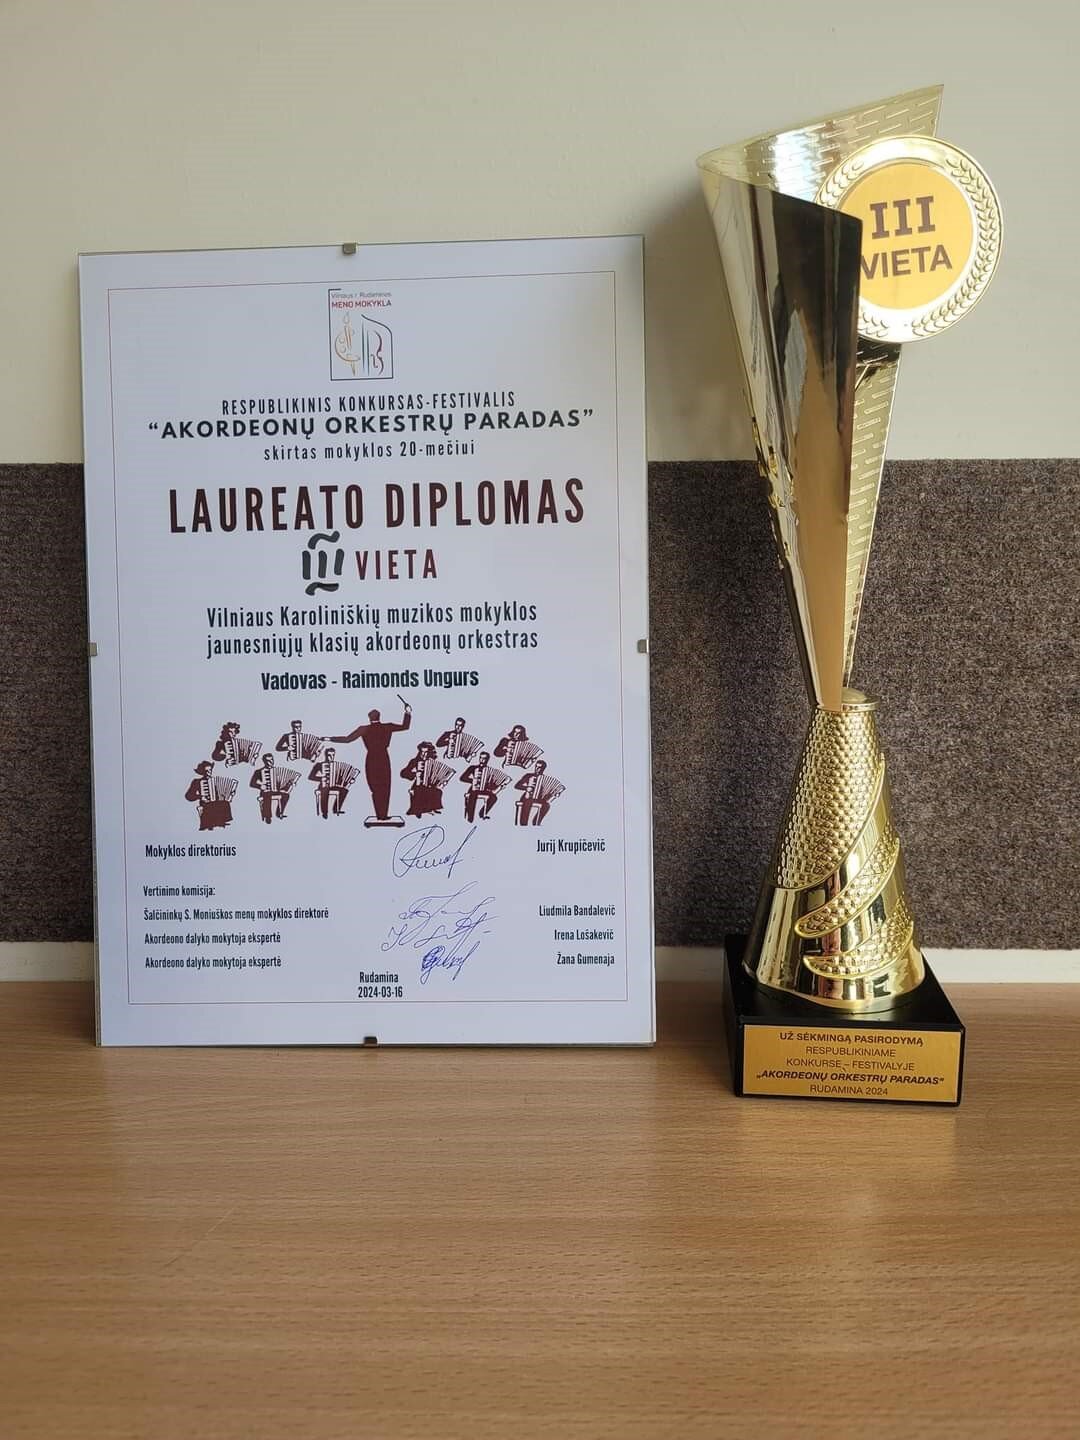 Vilniaus r. Rudaminos
MENO MOKYKLA
RESPUBLIKINIS KONKURSAS-FESTIVALIS
“AKORDEONŲ ORKESTRŲ PARADAS”
skirtas mokyklos 20-mečiui
LAUREATO DIPLOMAS
III VIETA
Vilniaus Karoliniškių muzikos mokyklos
jaunesniųjų klasių akordeonų orkestras
Vadovas - Raimonds Ungurs
Mokyklos direktorius Jurij Krupičevič
Vertinimo komisija:
Šalčininkų S. Moniuškos menų mokyklos direktorė Liudmila Bandalevič
Akordeono dalyko mokytoja ekspertė Irena Lošakevič
Akordeono dalyko mokytoja ekspertė Žana Gumenaja
Rudamina
2024-03-16
III
VIETA
UŽ SĖKMINGĄ PASIRODYMĄ
RESPUBLIKINIAME
KONKURSE – FESTIVALYJE
„AKORDEONŲ ORKESTRŲ PARADAS“
RUDAMINA 2024